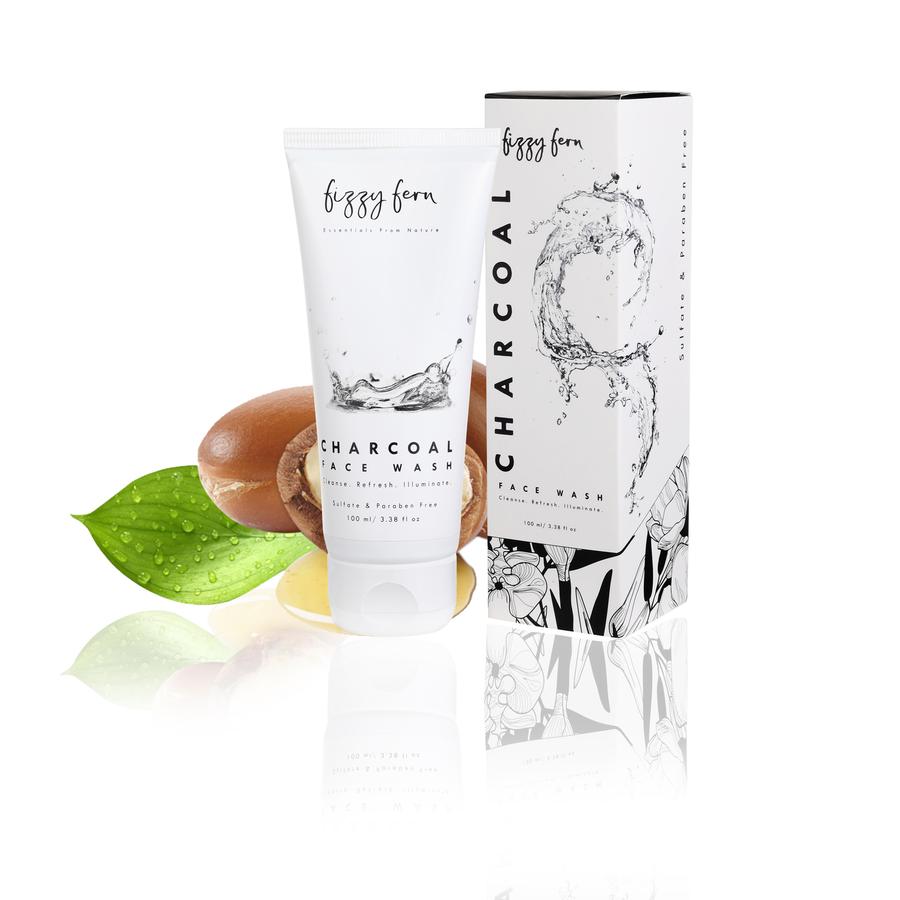 fizzy fern
Essentials From Nature
CHARCOAL
FACE WASH
Cleanse. Refresh. Illuminate.
Sulfate & Paraben Free
100 ml/ 3.38 fl oz
fizzy fern
CHARCOAL
FACE WASH
Cleanse. Refresh. Illuminate.
100 ml/ 3.38 fl oz
Sulfate & Paraben Free